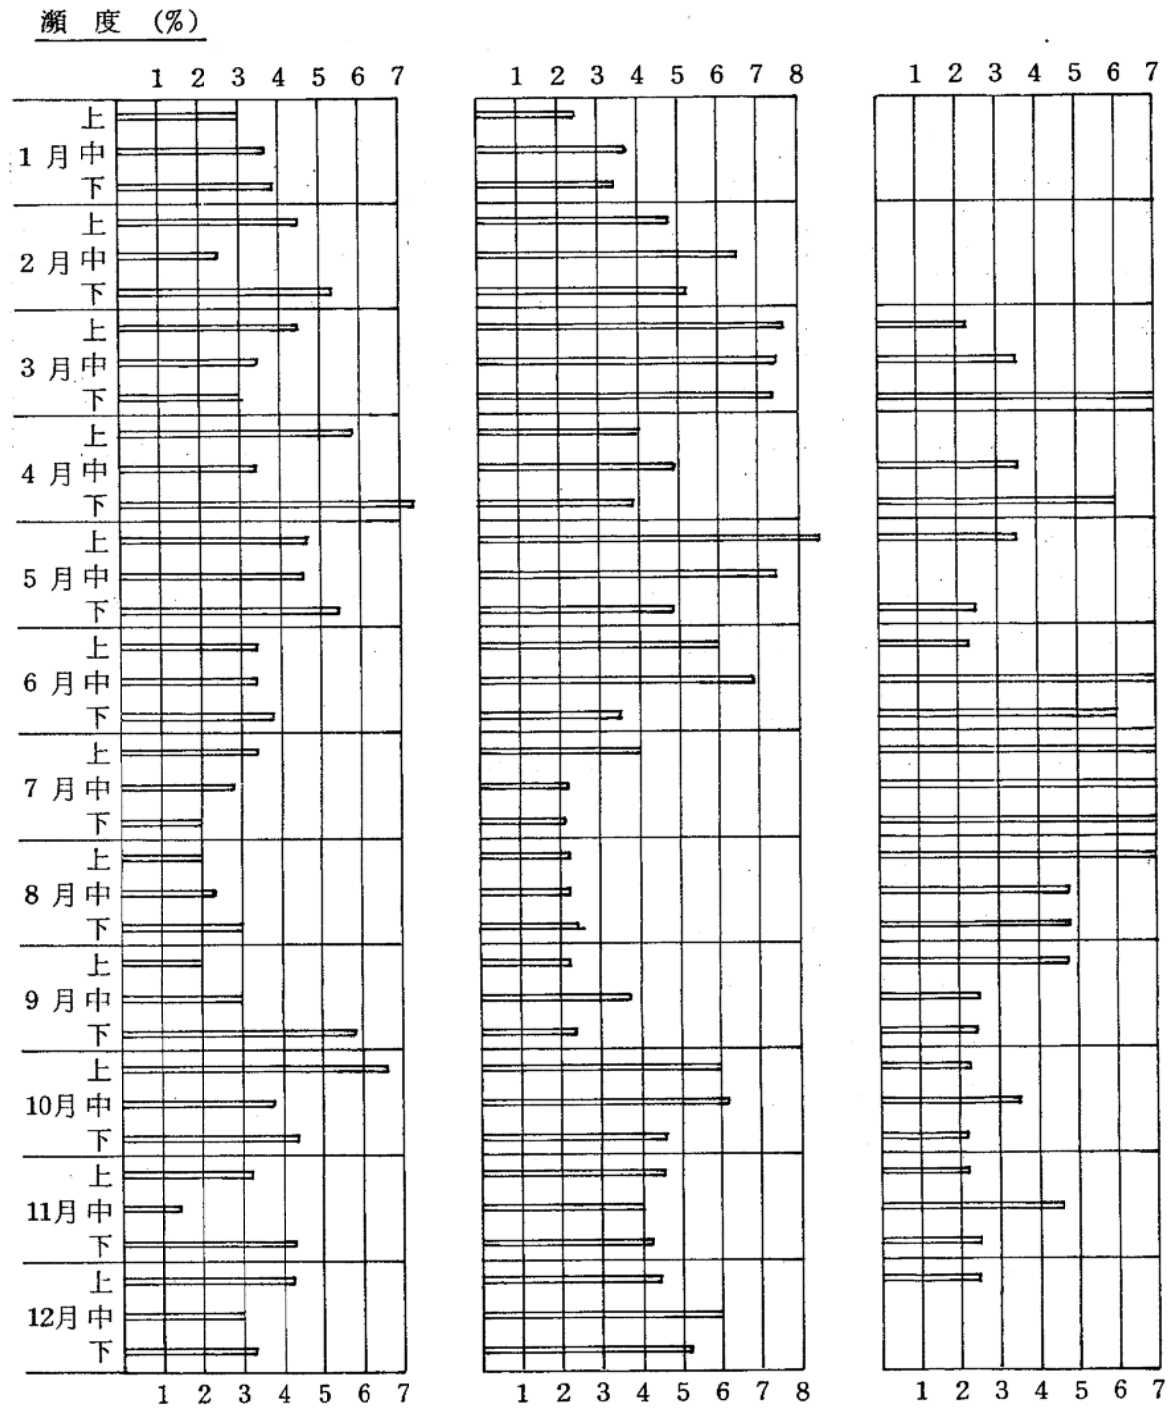 瀕 度 (%)
1 2 3 4 5 6 7 1 2 3 4 5 6 7 8 1 2 3 4 5 6 7
上
1月 中
下
上
2月 中
下
上
3月 中
下
上
4月 中
下
上
5月 中
下
上
6月 中
下
上
7月 中
下
上
8月 中
下
上
9月 中
下
上
10月 中
下
上
11月 中
下
上
12月 中
下
1 2 3 4 5 6 7 1 2 3 4 5 6 7 8 1 2 3 4 5 6 7